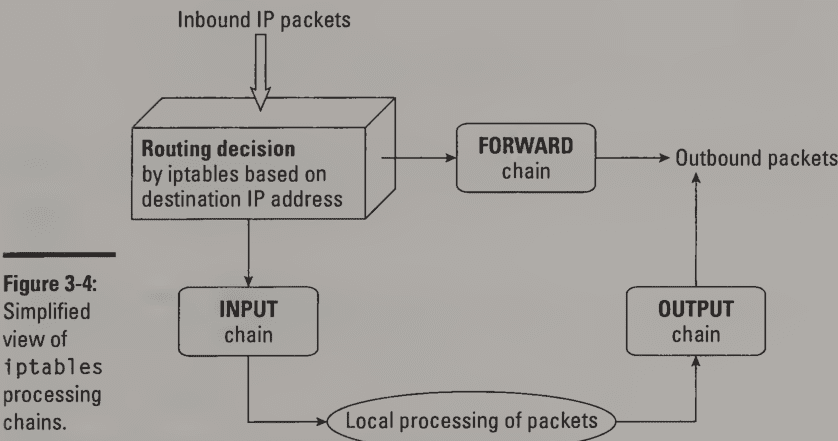 Inbound IP packets
Routing decision
by iptables based on
destination IP address
FORWARD
chain
Outbound packets
Figure 3-4:
Simplified
view of
iptables
processing
chains.
INPUT
chain
OUTPUT
chain
Local processing of packets